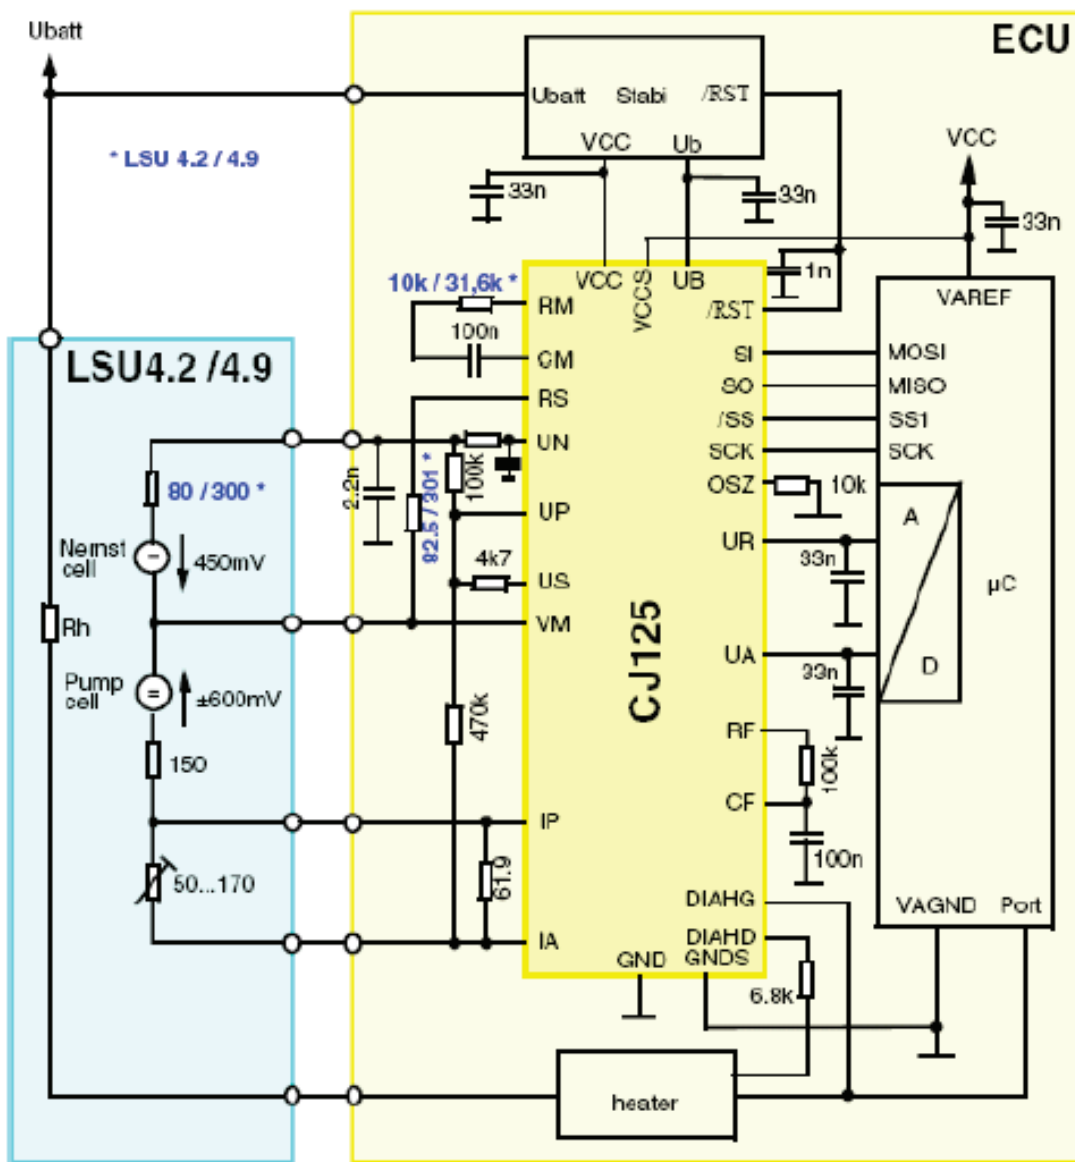 Ubatt
ECU
Ubatt Stabi /RST
VCC Ub
* LSU 4.2 / 4.9
33n
33n
VCC
33n
1n
10k / 31,6k *
100n
RM
CM
RS
UN
UP
US
VM
IP
IA
VCC
VCCS
UB
/RST
SI
SO
/SS
SCK
OSZ
UR
UA
RF
CF
DIAHG
DIAHD
GNDS
GND
CJ125
VAREF
MOSI
MISO
SS1
SCK
10k
A
D
µC
33n
33n
100k
100n
VAGND Port
6.8k
LSU4.2 /4.9
80 / 300 *
2.2n
82.5 / 301 *
100k
4k7
470k
61.9
Nernst
cell
450mV
Rh
Pump
cell
±600mV
150
50...170
heater